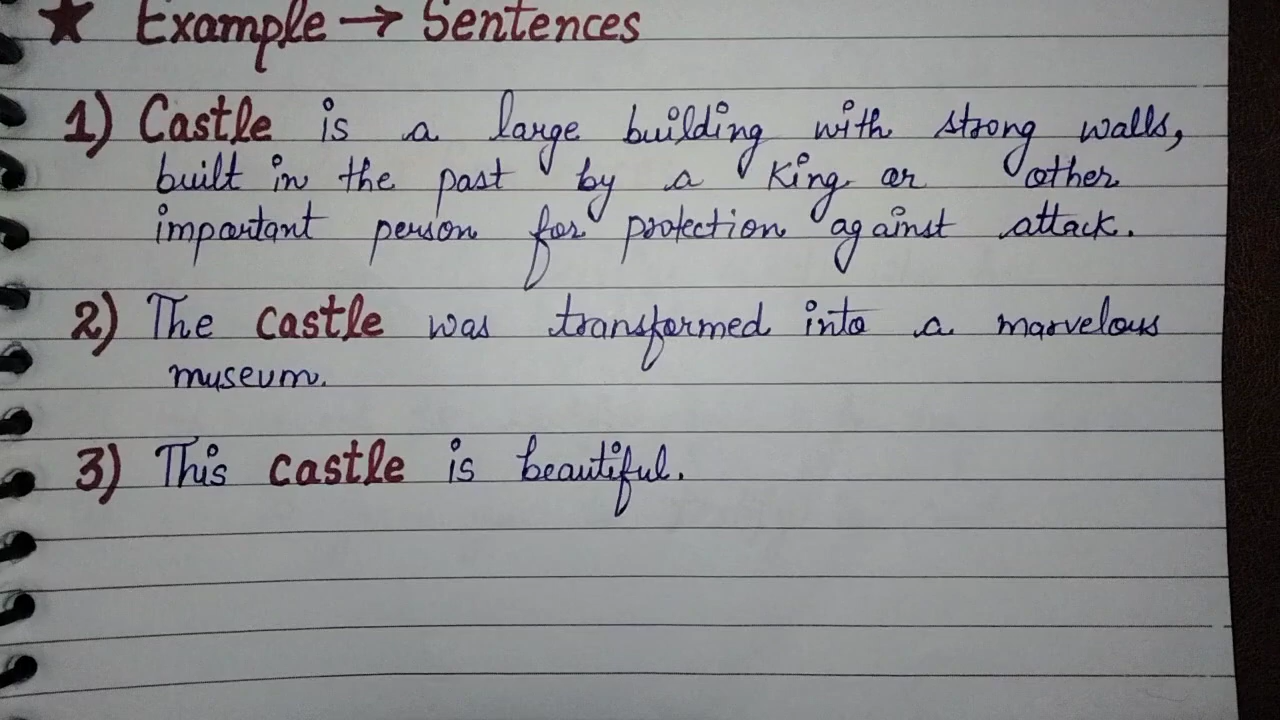 ★ Example → Sentences
1) Castle is a large building with strong walls,
built in the past by a King or other
important person for protection against attack.
2) The castle was transformed into a marvelous
museum.
3) This castle is beautiful.